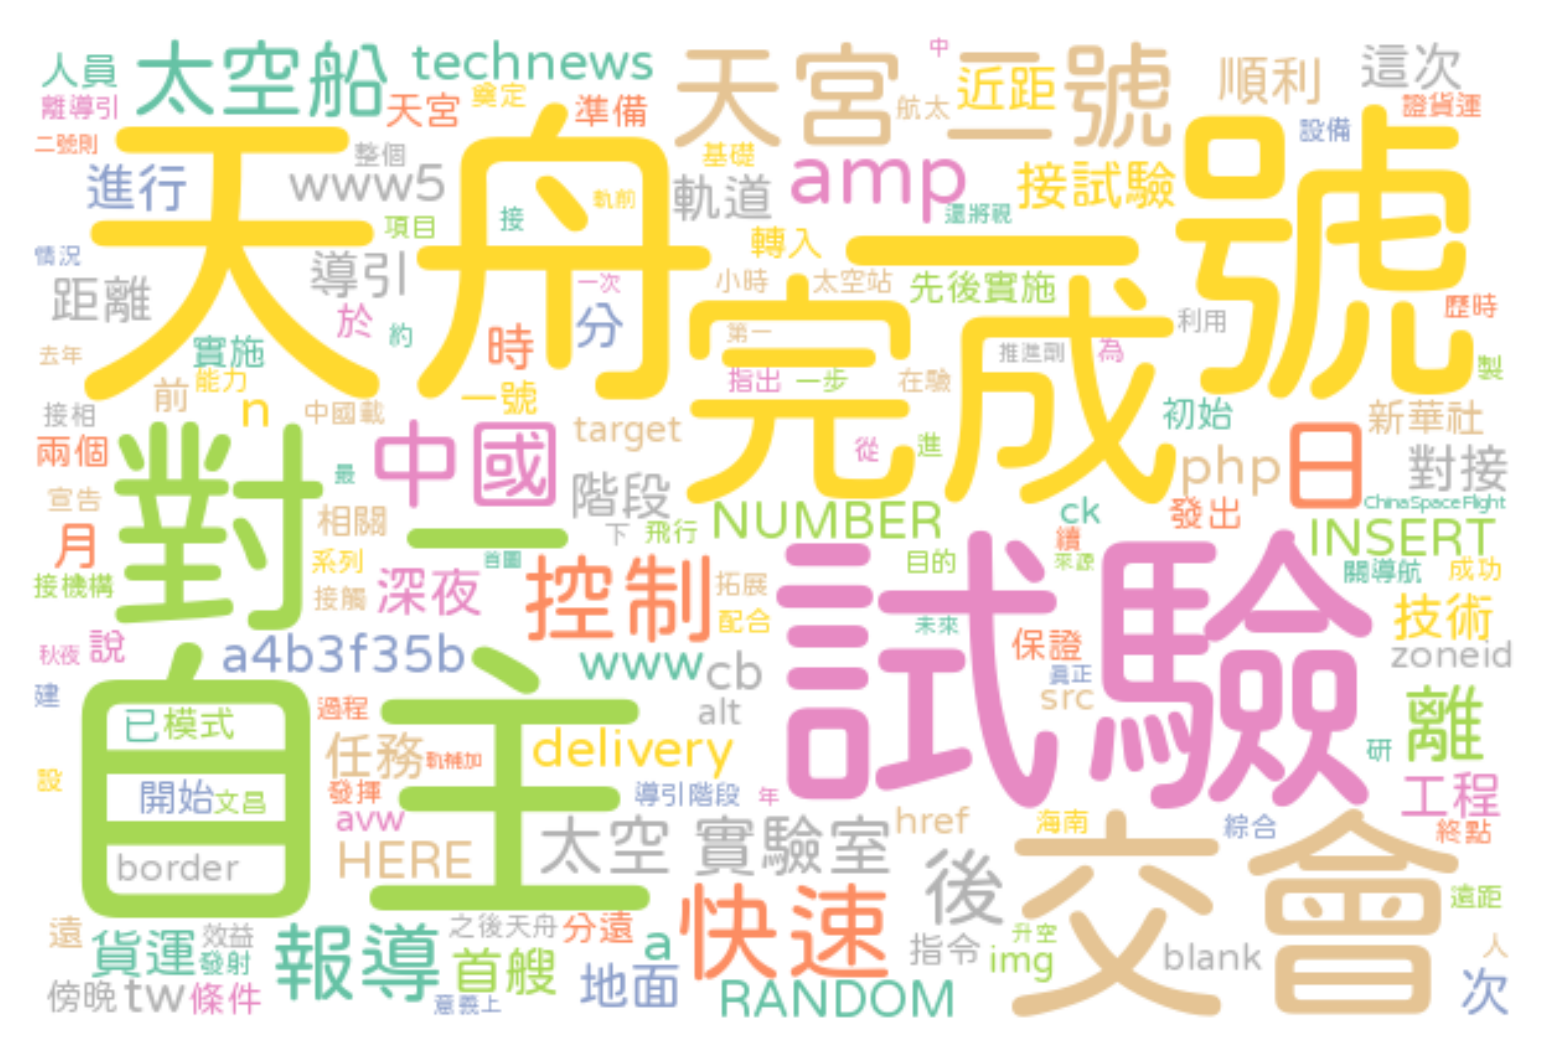 人員
太空船
technews
天宮二號
中
近距
順利
這次
離導引
天宮
奠定
準備
航太
證貨運
二號則
整個
基礎
設備
天舟一號
進行
www5
軌道
amp
接試驗
軌前
接
項目
還將視
情況
導引
轉入
距離
一次
小時
太空站
先後實施
於
約
時
分
利用
歷時
去年
實施
第一
推進劑
為
完成
製
前
能力
指出
一步
在驗
接相
n
中國載
一號
target
初始
新華社
兩個
對
中國
從
進
php
日
對接
最
宣告
階段
ChinaSpaceFlight
月
相關
二
下
飛行
NUMBER
ck
發出
INSERT
續
系列
首圖
目的
來源
關導航
成功
接機構
接觸
深夜
控制
拓展
試驗
配合
技術
未來
保證
秋夜
說
a4b3f35b
www
cb
zoneid
真正
建
自主
src
已
模式
過程
alt
離
任務
軌補加
delivery
研
設
開始
文昌
發揮
導引階段
年
工程
avw
太空
實驗室
href
海南
綜合
終點
border
HERE
後
交會
快速
遠距
遠
貨運
效益
報導
之後天舟
分遠
a
升空
人
發射
首艘
地面
指令
img
blank
傍晚
tw
條件
意義上
RANDOM
次